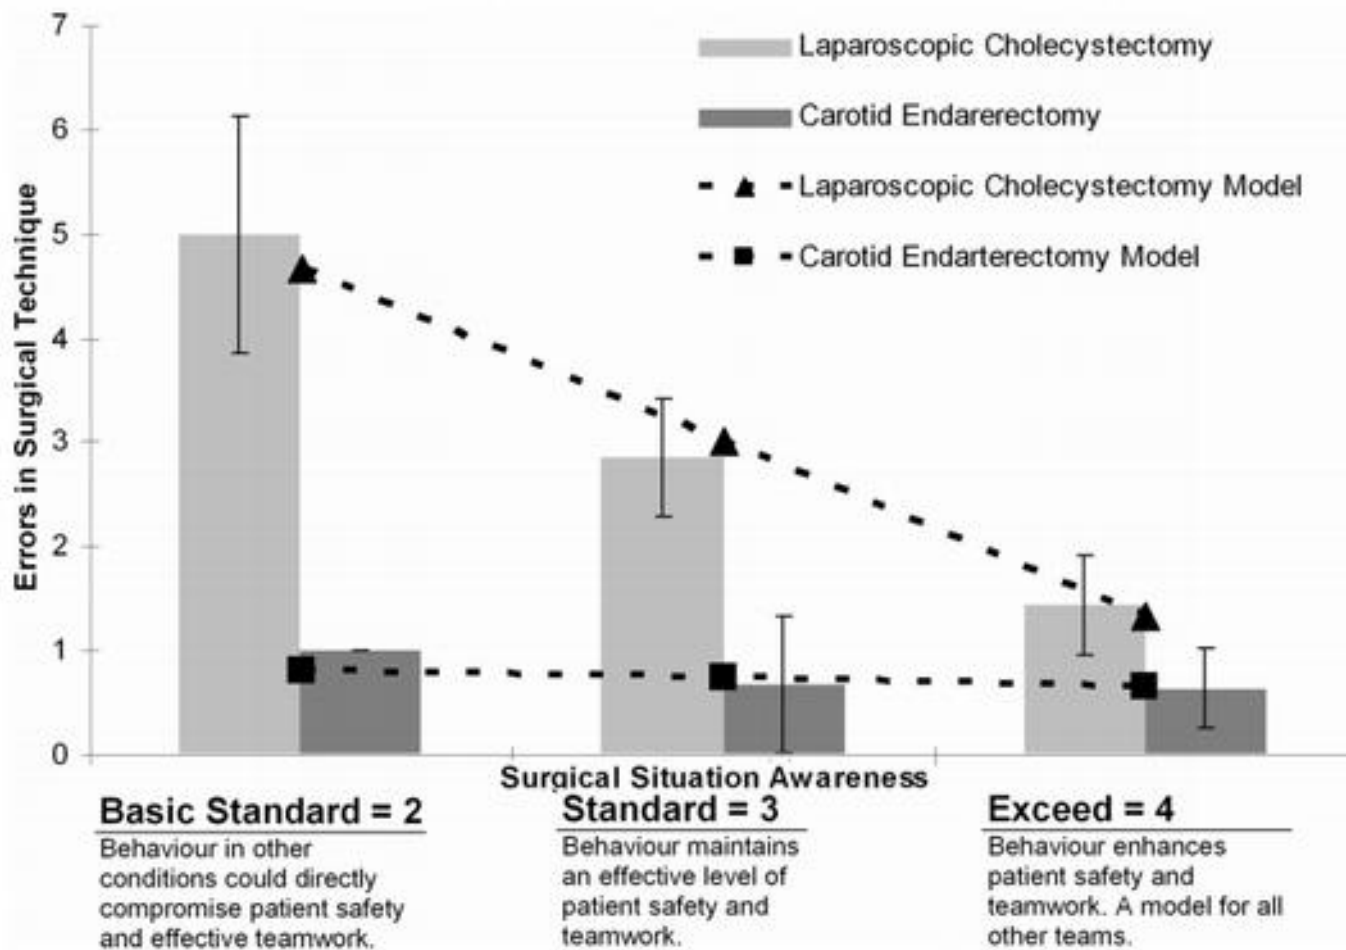 7
6
5
4
3
2
1
0
Errors in Surgical Technique
Laparoscopic Cholecystectomy
Carotid Endarerectomy
Laparoscopic Cholecystectomy Model
Carotid Endarterectomy Model
Surgical Situation Awareness
Basic Standard = 2
Behaviour in other
conditions could directly
compromise patient safety
and effective teamwork.
Standard = 3
Behaviour maintains
an effective level of
patient safety and
teamwork.
Exceed = 4
Behaviour enhances
patient safety and
teamwork. A model for all
other teams.